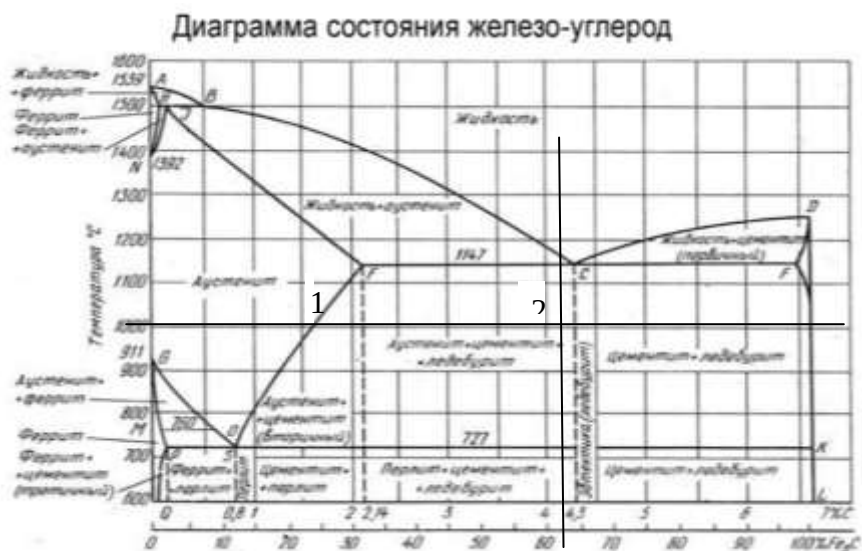 Диаграмма состояния железо-углерод
1600
Жидкость+
+феррит
1539
A
B
1500
Феррит
Феррит+
+аустенит
Жидкость
1400
N
1392
1300
Жидкость+аустенит
D
1200
Жидкость+цементит
(первичный)
1147
C
F
1100
Аустенит
1
2
Температура °C
1000
Аустенит+цементит+
+ледебурит
Цементит+ледебурит
911
G
900
Аустенит+
+феррит
Аустенит+
+цементит
(вторичный)
800
M
S
727
K
Феррит
700
P
Феррит+
+цементит
(третичный)
Феррит+
+перлит
Перлит
Цементит+
+перлит
Перлит+цементит+
+ледебурит
Цементит+ледебурит
600
L
Q
0,8
1
2
2,14
3
4
4,3
5
6
7%C
0
10
20
30
40
50
60
70
80
90
100%Fe₃C